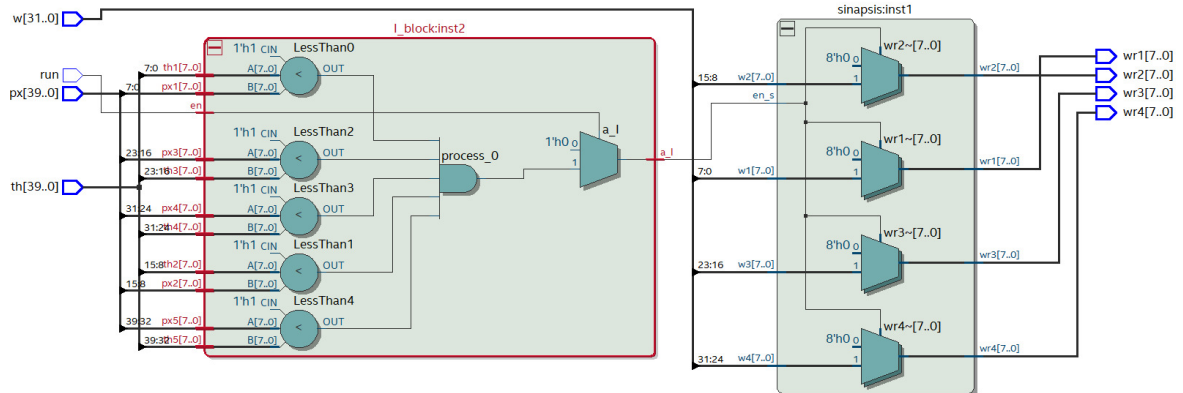 sinapsis:inst1
w[31..0]
I_block:inst2
run
px[39..0]
th[39..0]
1'h1 CIN LessThan0
7:0 th1[7..0] A[7..0] < OUT
7:0 px1[7..0] B[7..0]
en
1'h1 CIN LessThan2
23:16 px3[7..0] A[7..0] < OUT
23:16 th3[7..0] B[7..0]
1'h1 CIN LessThan3
31:24 px4[7..0] A[7..0] < OUT
31:24 th4[7..0] B[7..0]
1'h1 CIN LessThan1
15:8 th2[7..0] A[7..0] < OUT
15:8 px2[7..0] B[7..0]
1'h1 CIN LessThan4
39:32 px5[7..0] A[7..0] < OUT
39:32 th5[7..0] B[7..0]
process_0
a_I
1'h0 0
1
a_I
wr2~[7..0]
8'h0 0
15:8 w2[7..0] 1 wr2[7..0]
en_s
wr1~[7..0]
8'h0 0
7:0 w1[7..0] 1 wr1[7..0]
wr3~[7..0]
8'h0 0
23:16 w3[7..0] 1 wr3[7..0]
wr4~[7..0]
8'h0 0
31:24 w4[7..0] 1 wr4[7..0]
wr1[7..0]
wr2[7..0]
wr3[7..0]
wr4[7..0]